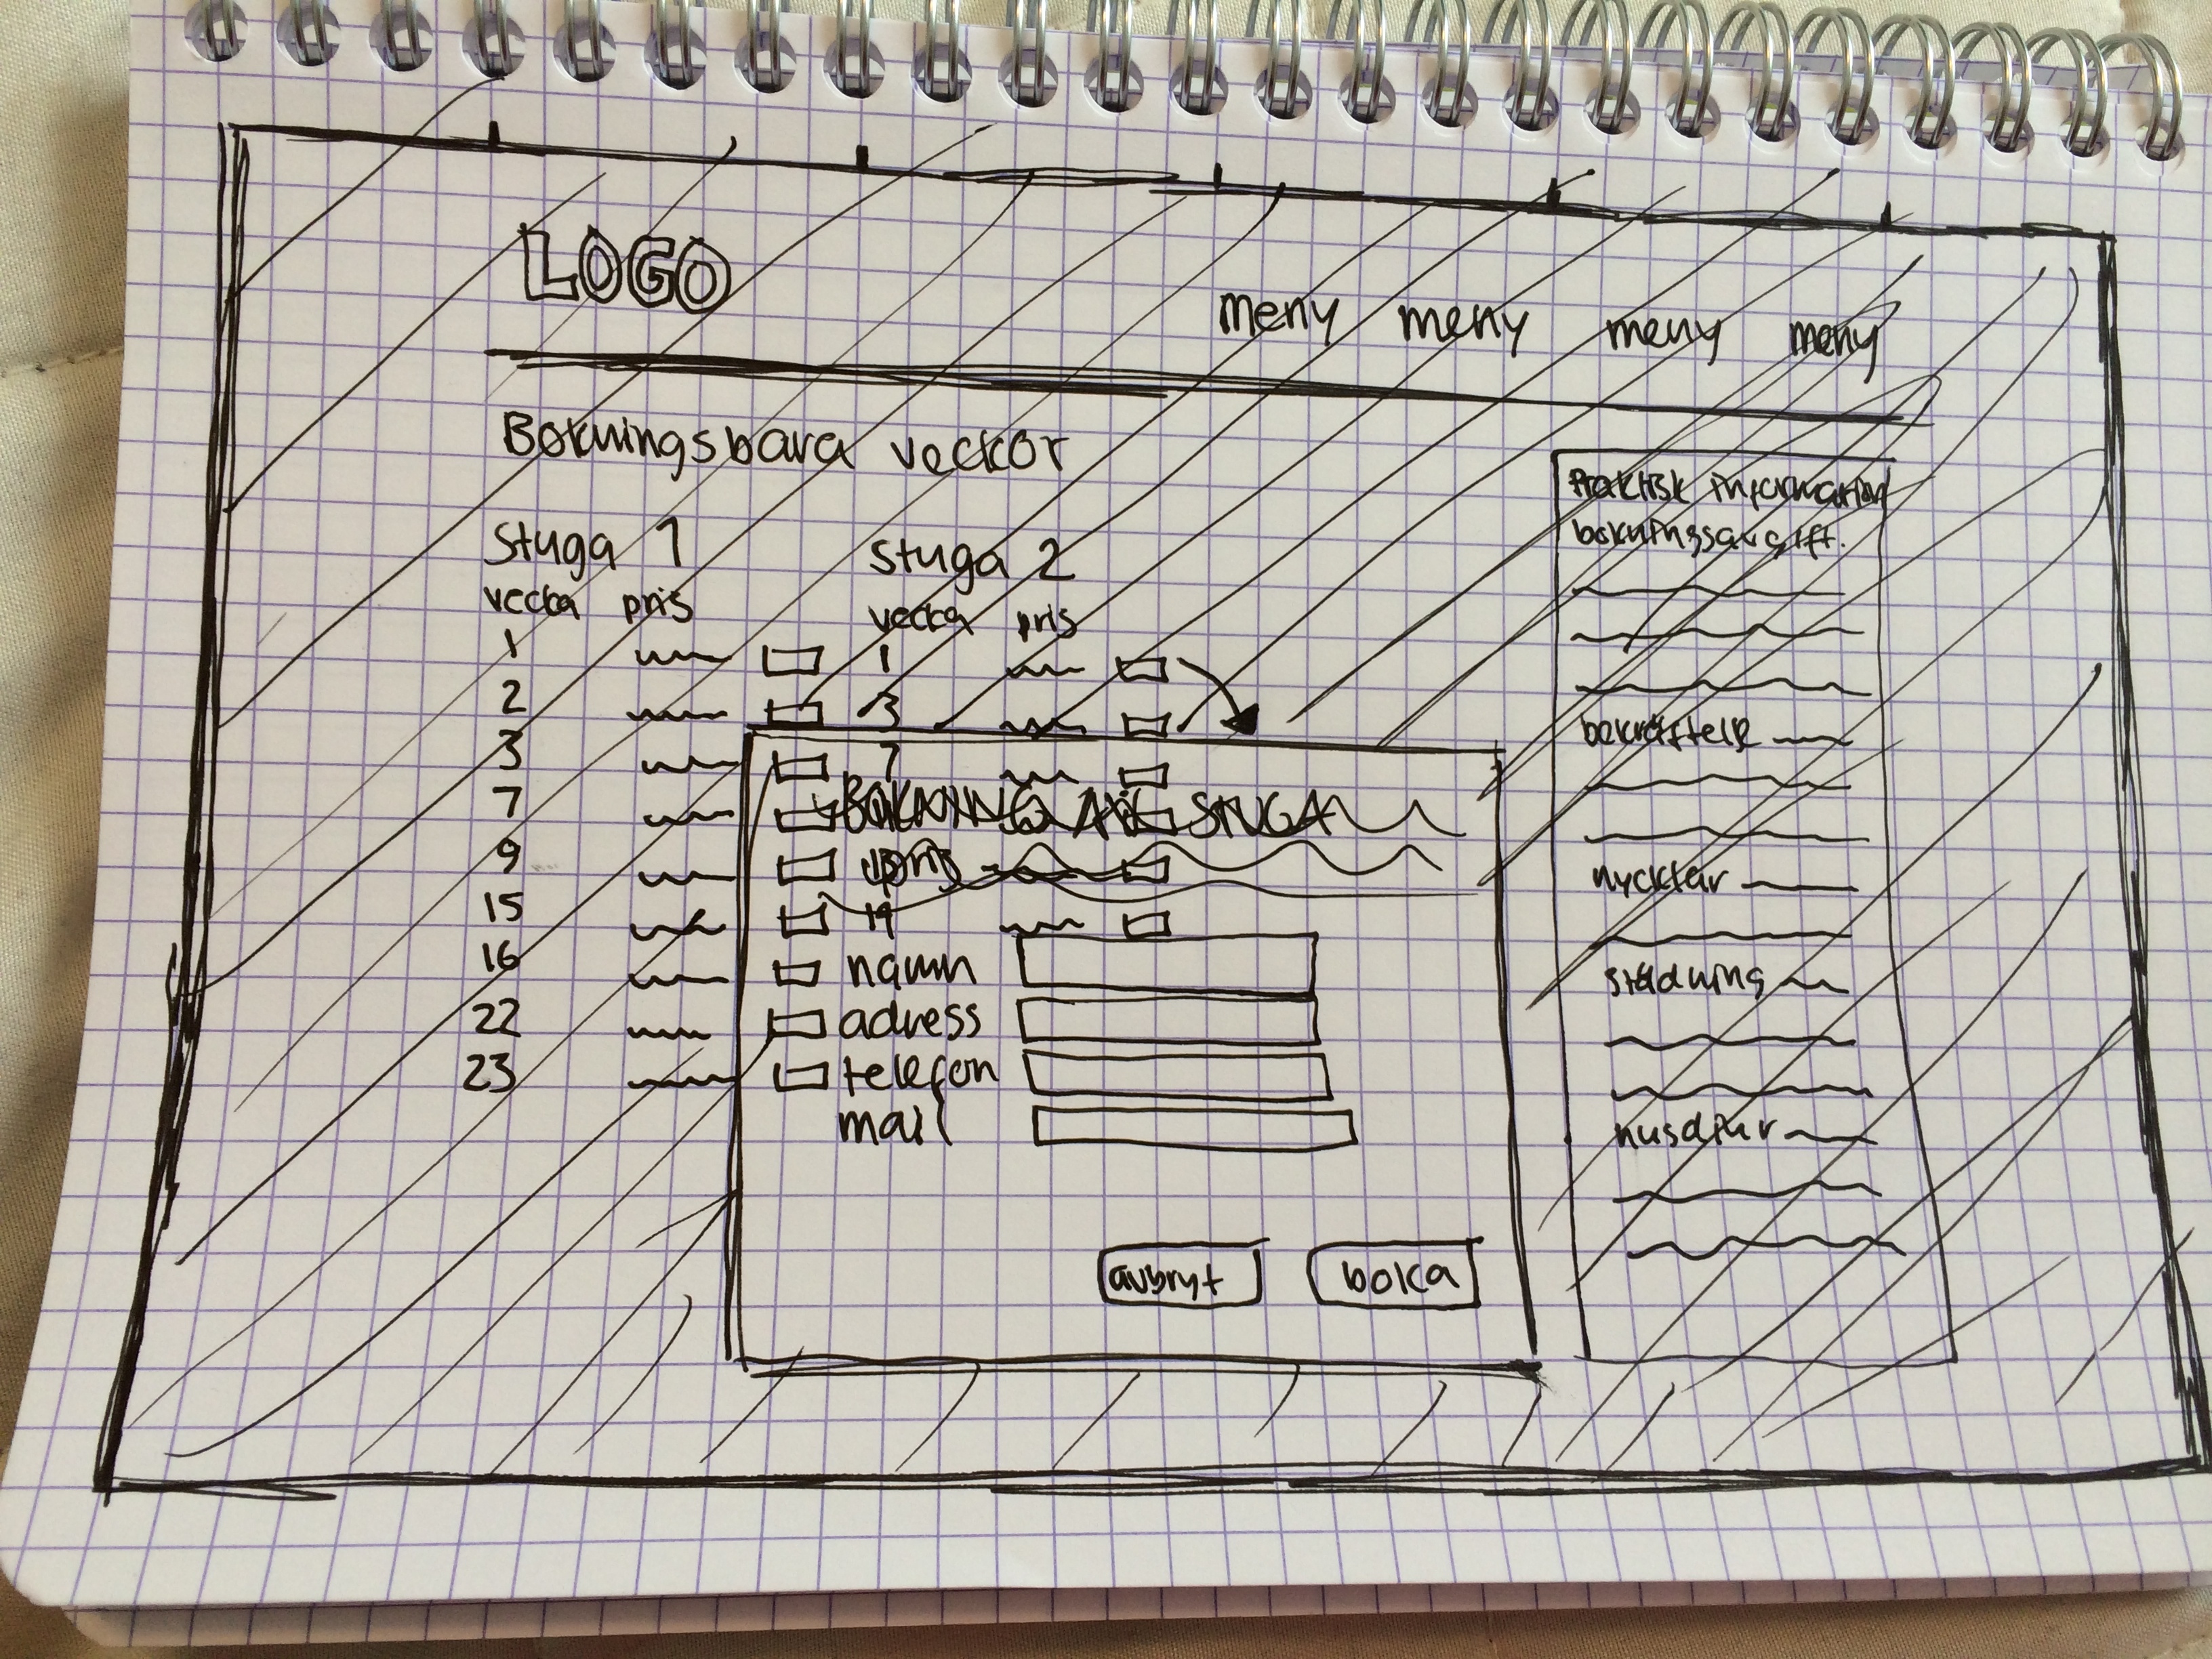 LOGO
meny meny meny meny
Bokningsbara veckor
Stuga 1
Stuga 2
vecka pris
vecka pris
1 1
2 3
3 7
7
9
15 19
16
22
23
BOKNING AV STUGA
pris
namn
adress
telefon
mail
avbryt boka
Praktisk information
bokningsavgift.
bekräftelse
nycklar
städning
husdjur